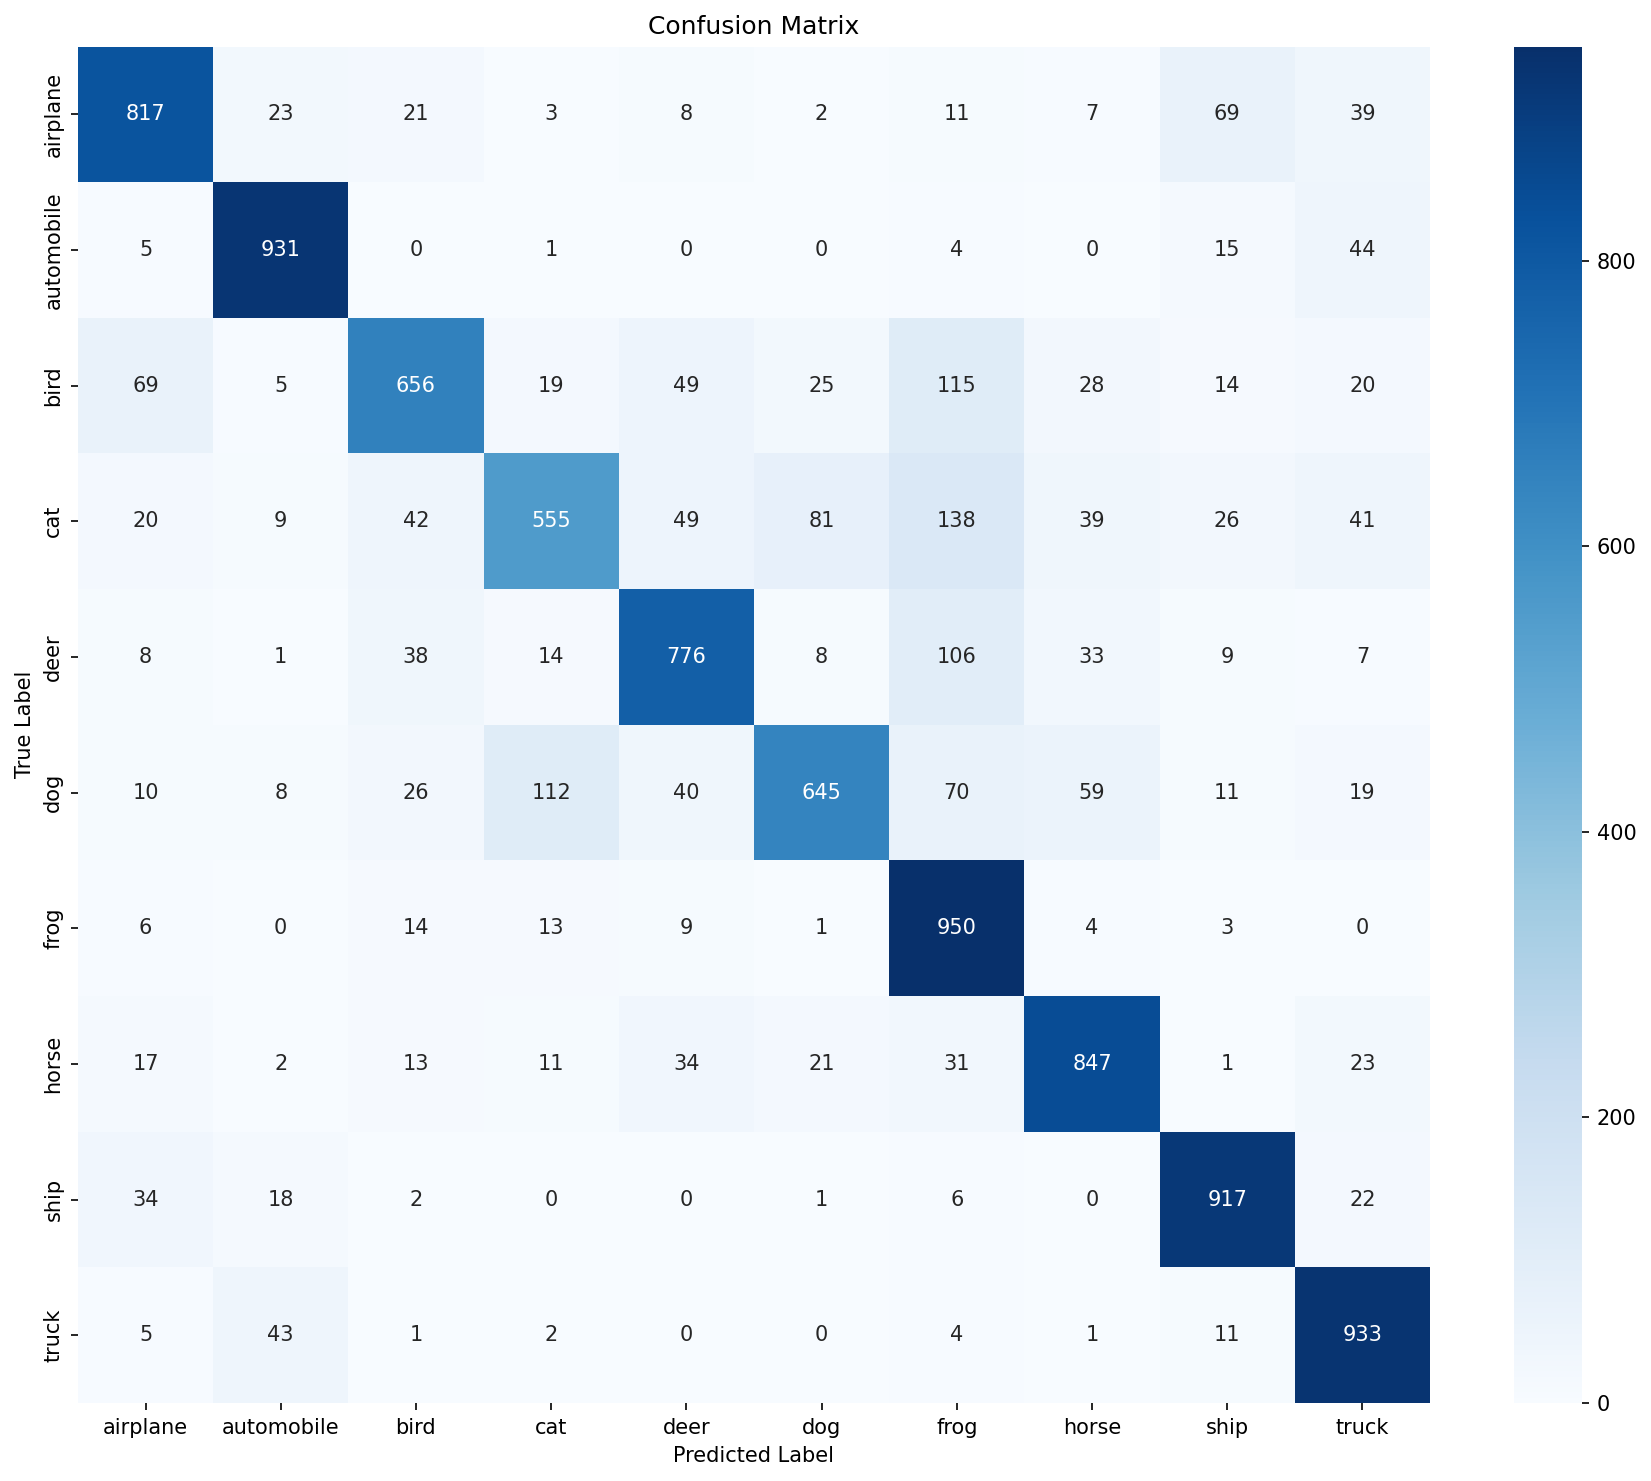 Confusion Matrix
airplane 817 23 21 3 8 2 11 7 69 39
automobile 5 931 0 1 0 0 4 0 15 44
bird 69 5 656 19 49 25 115 28 14 20
cat 20 9 42 555 49 81 138 39 26 41
deer 8 1 38 14 776 8 106 33 9 7
dog 10 8 26 112 40 645 70 59 11 19
frog 6 0 14 13 9 1 950 4 3 0
horse 17 2 13 11 34 21 31 847 1 23
ship 34 18 2 0 0 1 6 0 917 22
truck 5 43 1 2 0 0 4 1 11 933
airplane automobile bird cat deer dog frog horse ship truck
Predicted Label
True Label
800
600
400
200
0